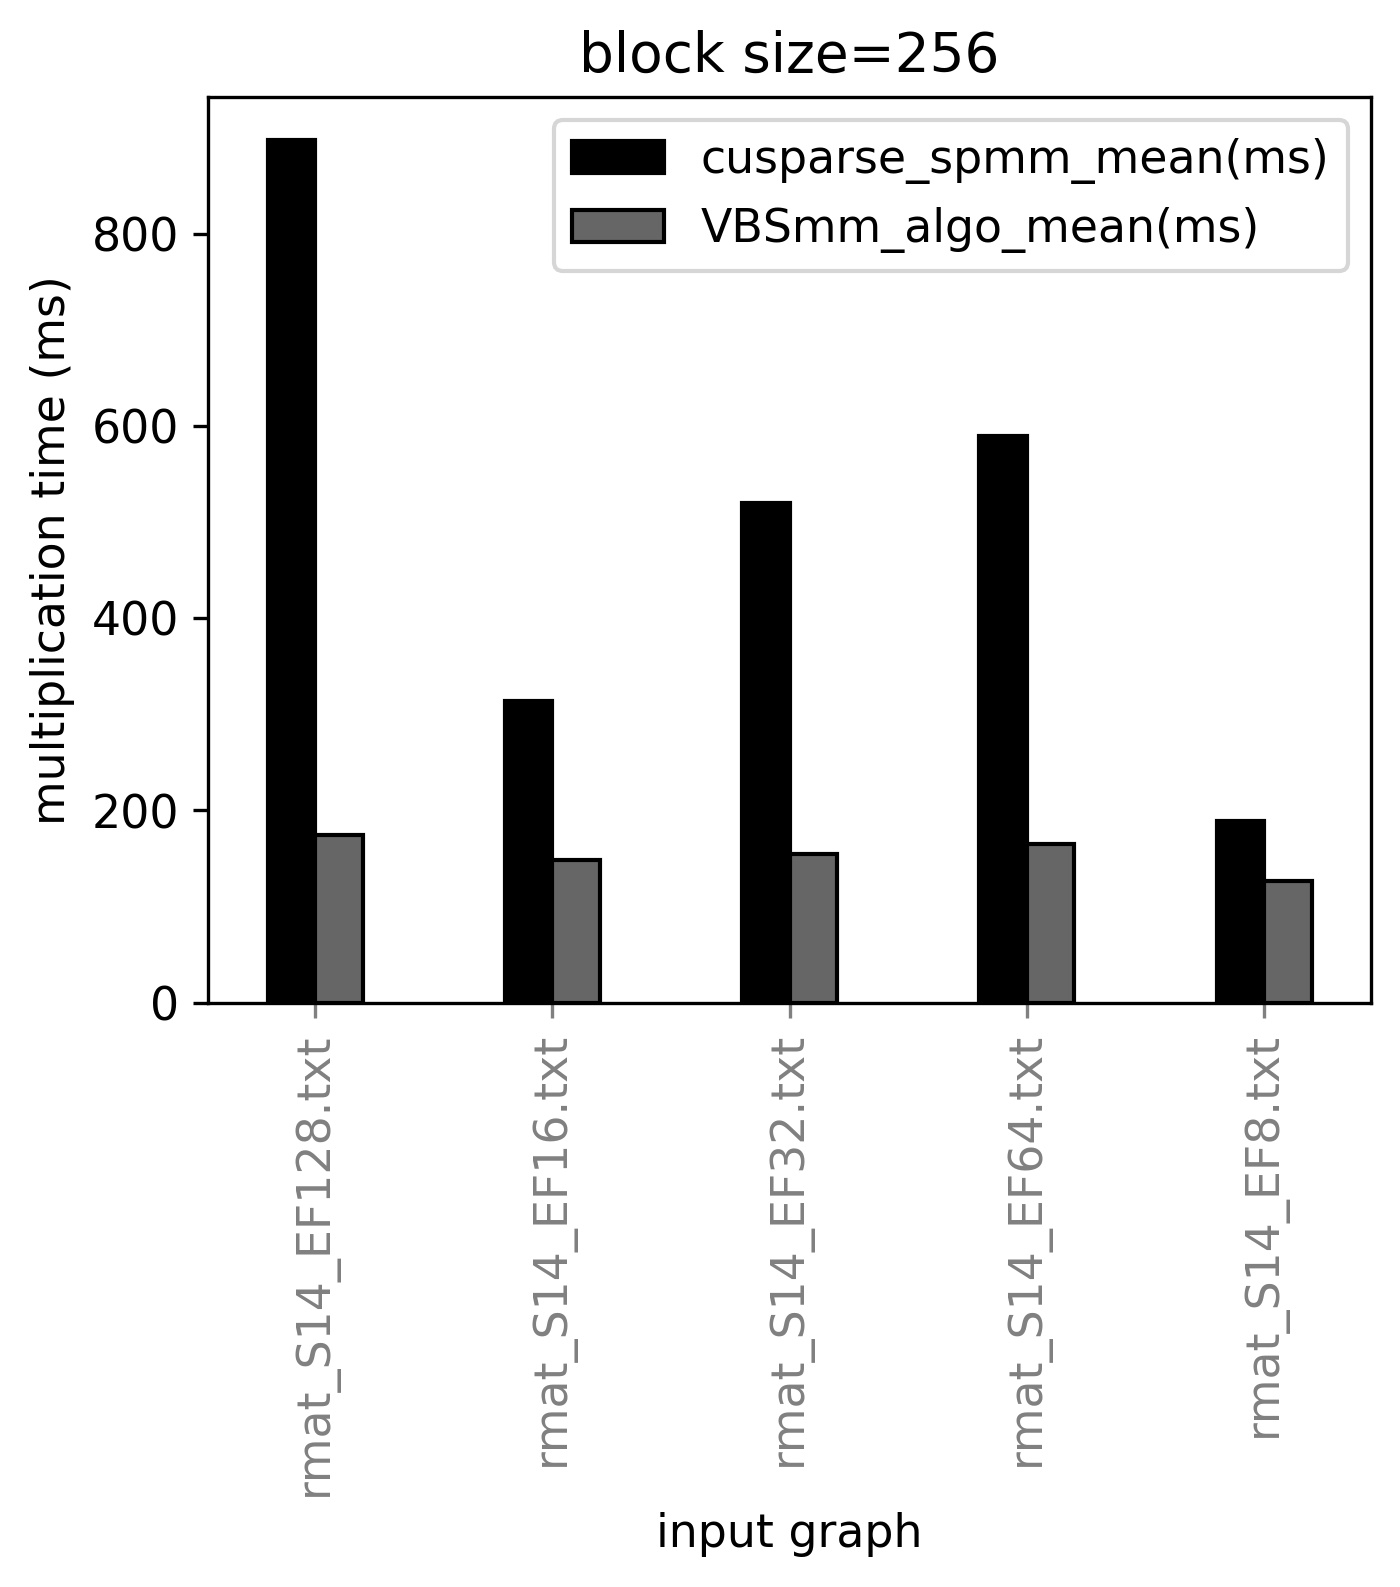 block size=256
cusparse_spmm_mean(ms)
VBSmm_algo_mean(ms)
multiplication time (ms)
800
600
400
200
0
rmat_S14_EF128.txt
rmat_S14_EF16.txt
rmat_S14_EF32.txt
rmat_S14_EF64.txt
rmat_S14_EF8.txt
input graph